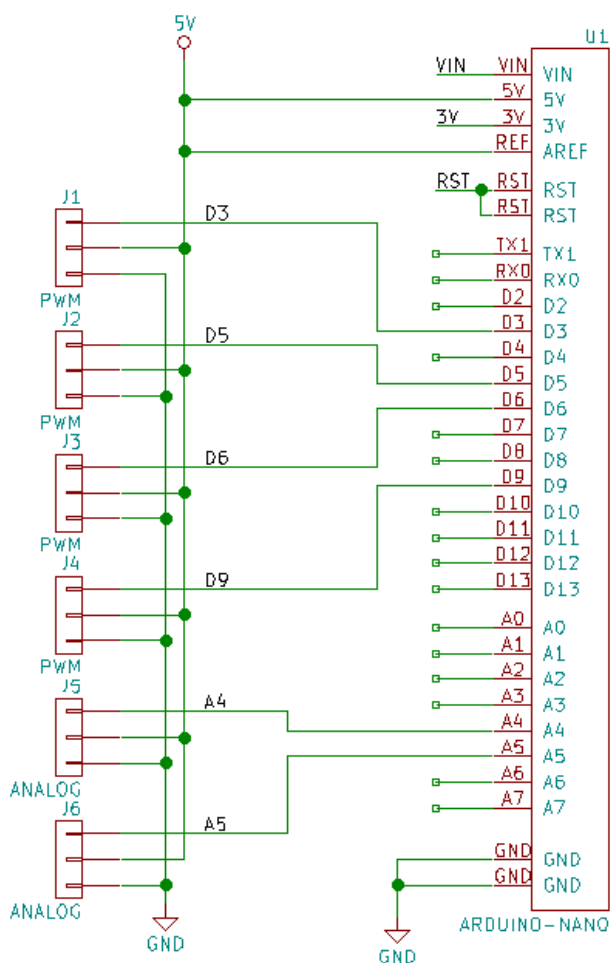 5V
U1
VIN VIN VIN
5V 5V
3V 3V 3V
REF AREF
RST RST RST
RST RST
J1
D3
PWM
J2
D5
PWM
J3
D6
PWM
J4
D9
PWM
J5
A4
ANALOG
J6
A5
ANALOG
GND
TX1 TX1
RX0 RX0
D2 D2
D3 D3
D4 D4
D5 D5
D6 D6
D7 D7
D8 D8
D9 D9
D10 D10
D11 D11
D12 D12
D13 D13
A0 A0
A1 A1
A2 A2
A3 A3
A4 A4
A5 A5
A6 A6
A7 A7
GND GND
GND GND
ARDUINO-NANO
GND